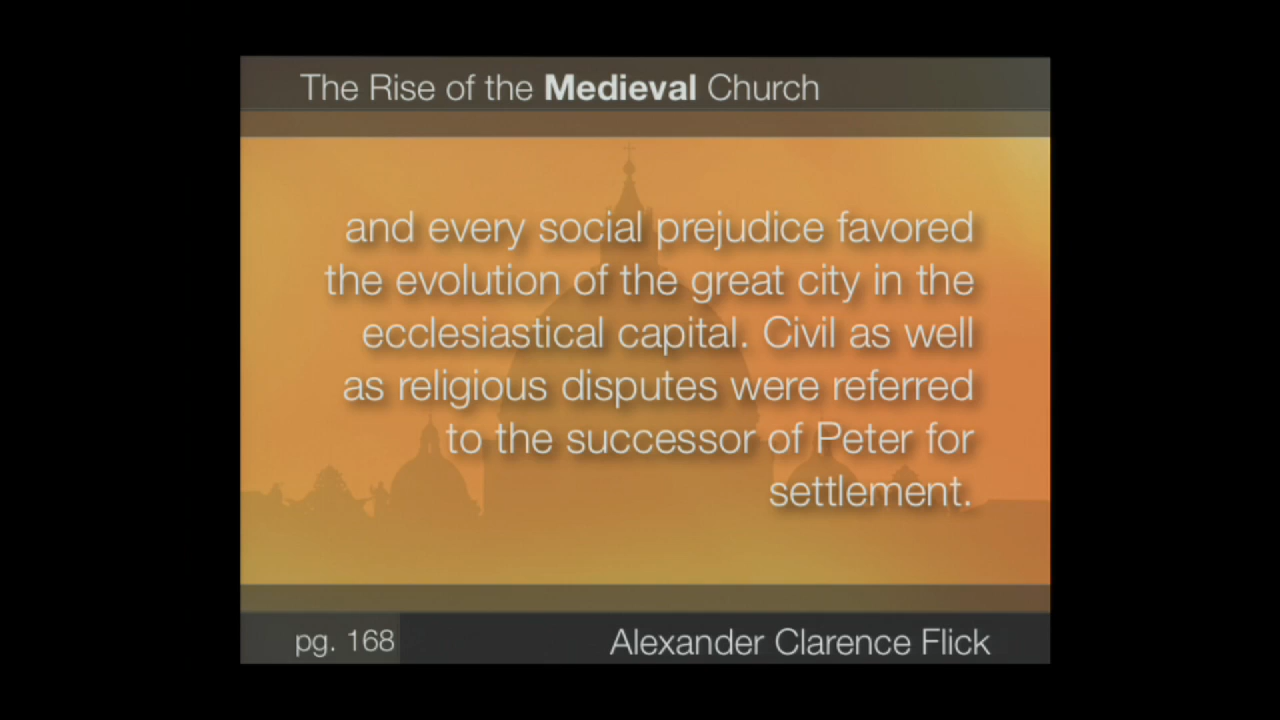 The Rise of the Medieval Church
and every social prejudice favored
the evolution of the great city in the
ecclesiastical capital. Civil as well
as religious disputes were referred
to the successor of Peter for
settlement.
pg. 168
Alexander Clarence Flick